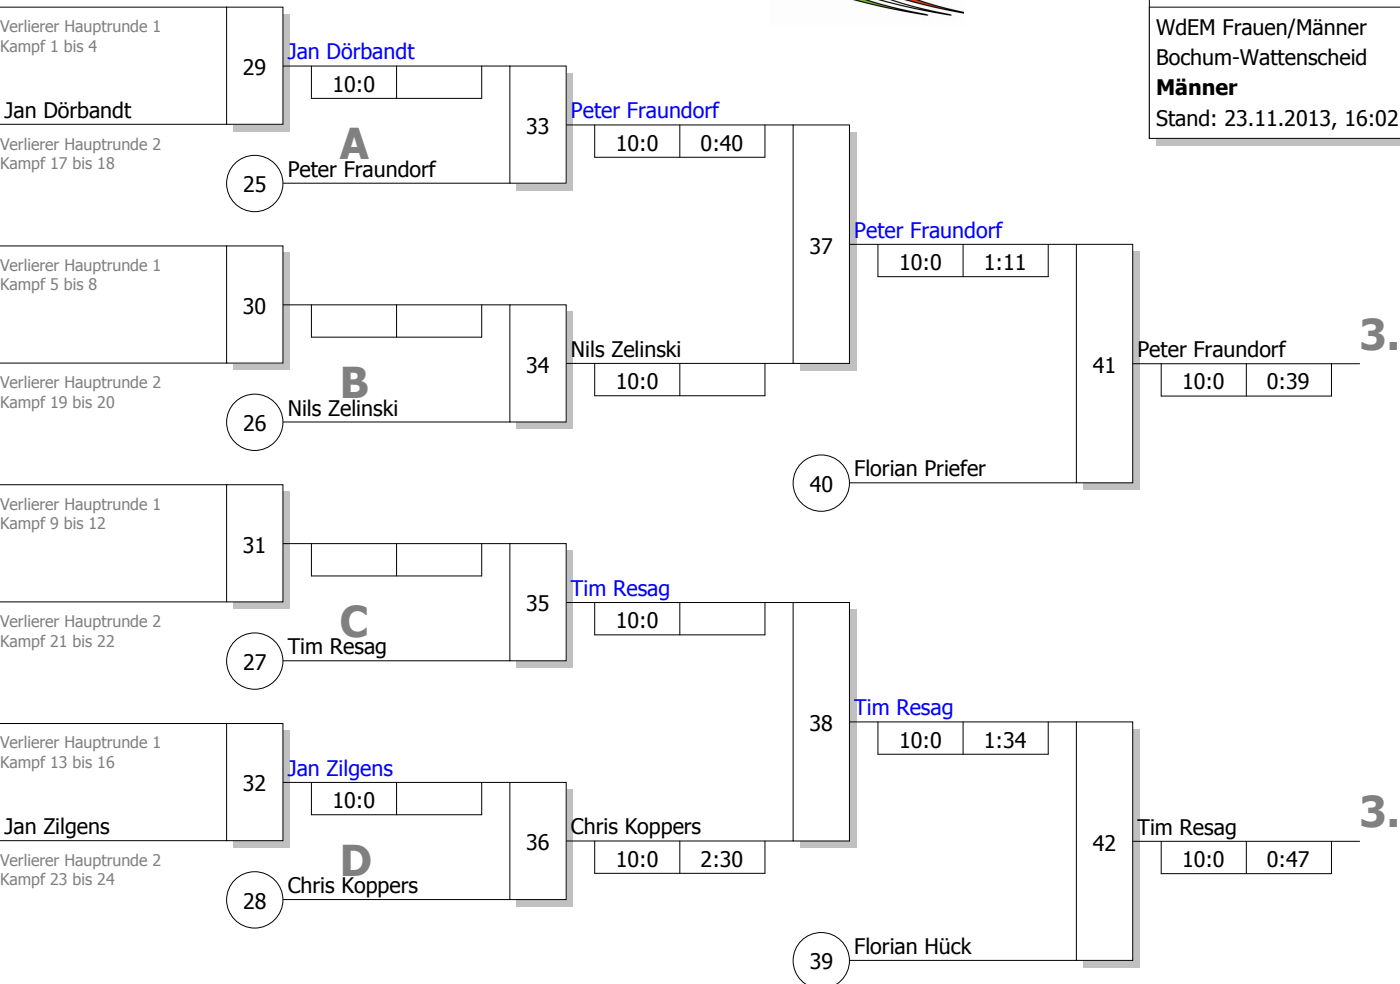 WdEM Frauen/Männer
Bochum-Wattenscheid
Männer
Stand: 23.11.2013, 16:02
Verlierer Hauptrunde 1
Kampf 1 bis 4
29
Jan Dörbandt
10:0
Jan Dörbandt
Verlierer Hauptrunde 2
Kampf 17 bis 18
A
25
Peter Fraundorf
33
Peter Fraundorf
10:0
0:40
Verlierer Hauptrunde 1
Kampf 5 bis 8
30
Verlierer Hauptrunde 2
Kampf 19 bis 20
B
26
Nils Zelinski
34
Nils Zelinski
10:0
37
Peter Fraundorf
10:0
1:11
40
Florian Priefer
41
Peter Fraundorf
10:0
0:39
3.
Verlierer Hauptrunde 1
Kampf 9 bis 12
31
Verlierer Hauptrunde 2
Kampf 21 bis 22
C
27
Tim Resag
35
Tim Resag
10:0
Verlierer Hauptrunde 1
Kampf 13 bis 16
32
Jan Zilgens
10:0
Jan Zilgens
Verlierer Hauptrunde 2
Kampf 23 bis 24
D
28
Chris Koppers
36
Chris Koppers
10:0
2:30
38
Tim Resag
10:0
1:34
39
Florian Hück
42
Tim Resag
10:0
0:47
3.